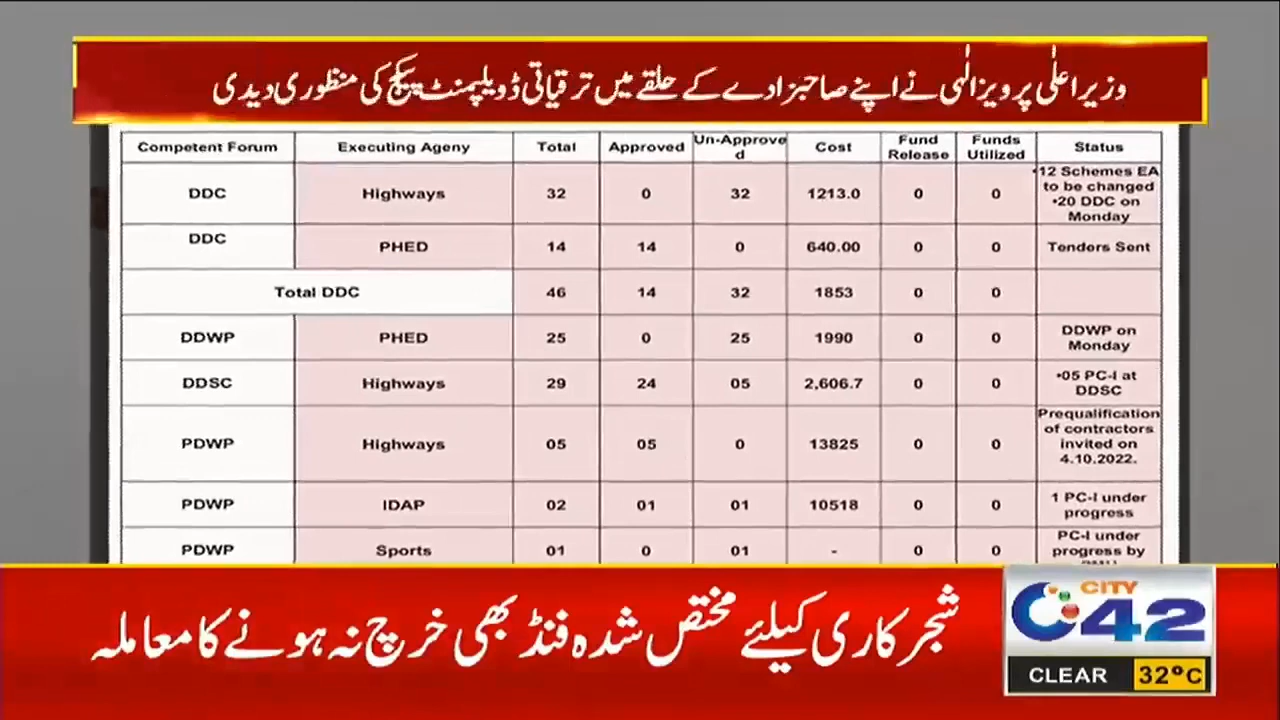 وزیراعلٰی پرویزالٰہی نے اپنے صاحبزادے کے حلقے میں ترقیاتی ڈویلپمنٹ پیکج کی منظوری دیدی
Competent Forum Executing Ageny Total Approved Un-Approved Cost Fund Release Funds Utilized Status
DDC Highways 32 0 32 1213.0 0 0 •12 Schemes EA to be changed •20 DDC on Monday
DDC PHED 14 14 0 640.00 0 0 Tenders Sent
Total DDC 46 14 32 1853 0 0
DDWP PHED 25 0 25 1990 0 0 DDWP on Monday
DDSC Highways 29 24 05 2,606.7 0 0 •05 PC-I at DDSC
PDWP Highways 05 05 0 13825 0 0 Prequalification of contractors invited on 4.10.2022.
PDWP IDAP 02 01 01 10518 0 0 1 PC-I under progress
PDWP Sports 01 0 01 - 0 0 PC-I under progress by
شجرکاری کیلئے مختص شدہ فنڈ بھی خرچ نہ ہونے کا معاملہ
CITY
42
CLEAR 32°C